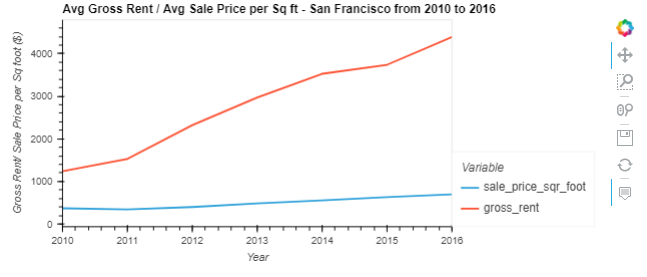 Avg Gross Rent / Avg Sale Price per Sq ft - San Francisco from 2010 to 2016
Gross Rent/ Sale Price per Sq foot ($)
4000
3000
2000
1000
0
2010 2011 2012 2013 2014 2015 2016
Year
Variable
sale_price_sqr_foot
gross_rent